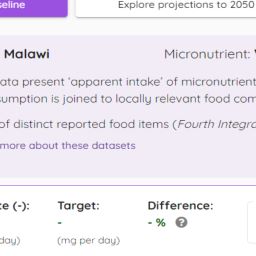 seline
Explore projections to 2050
Malawi
Micronutrient:
ata present ‘apparent intake’ of micronutrient
sumption is joined to locally relevant food com
of distinct reported food items (Fourth Integra
more about these datasets
te (-):
Target:
Difference:
-
- %
?
day)
(mg per day)